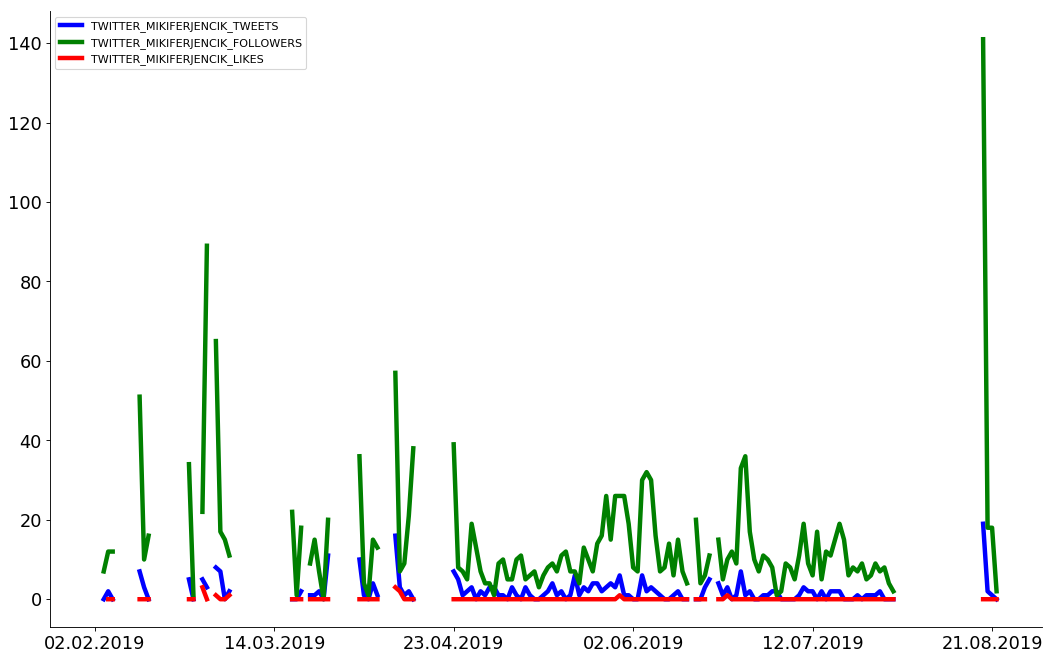 TWITTER_MIKIFERJENCIK_TWEETS
TWITTER_MIKIFERJENCIK_FOLLOWERS
TWITTER_MIKIFERJENCIK_LIKES
140
120
100
80
60
40
20
0
02.02.2019 14.03.2019 23.04.2019 02.06.2019 12.07.2019 21.08.2019